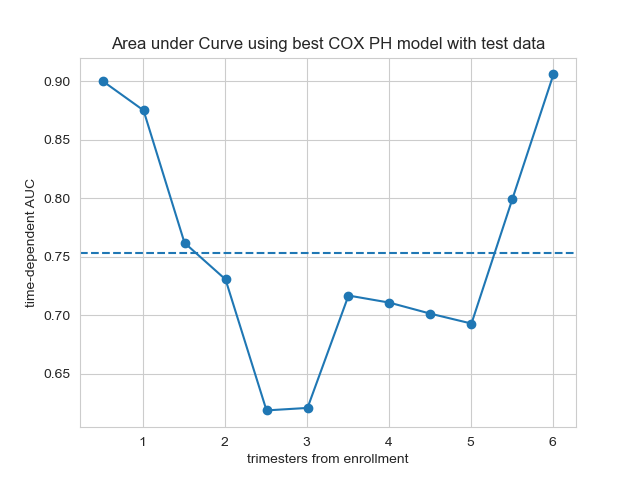 Area under Curve using best COX PH model with test data
time-dependent AUC
0.90
0.85
0.80
0.75
0.70
0.65
1 2 3 4 5 6
trimesters from enrollment